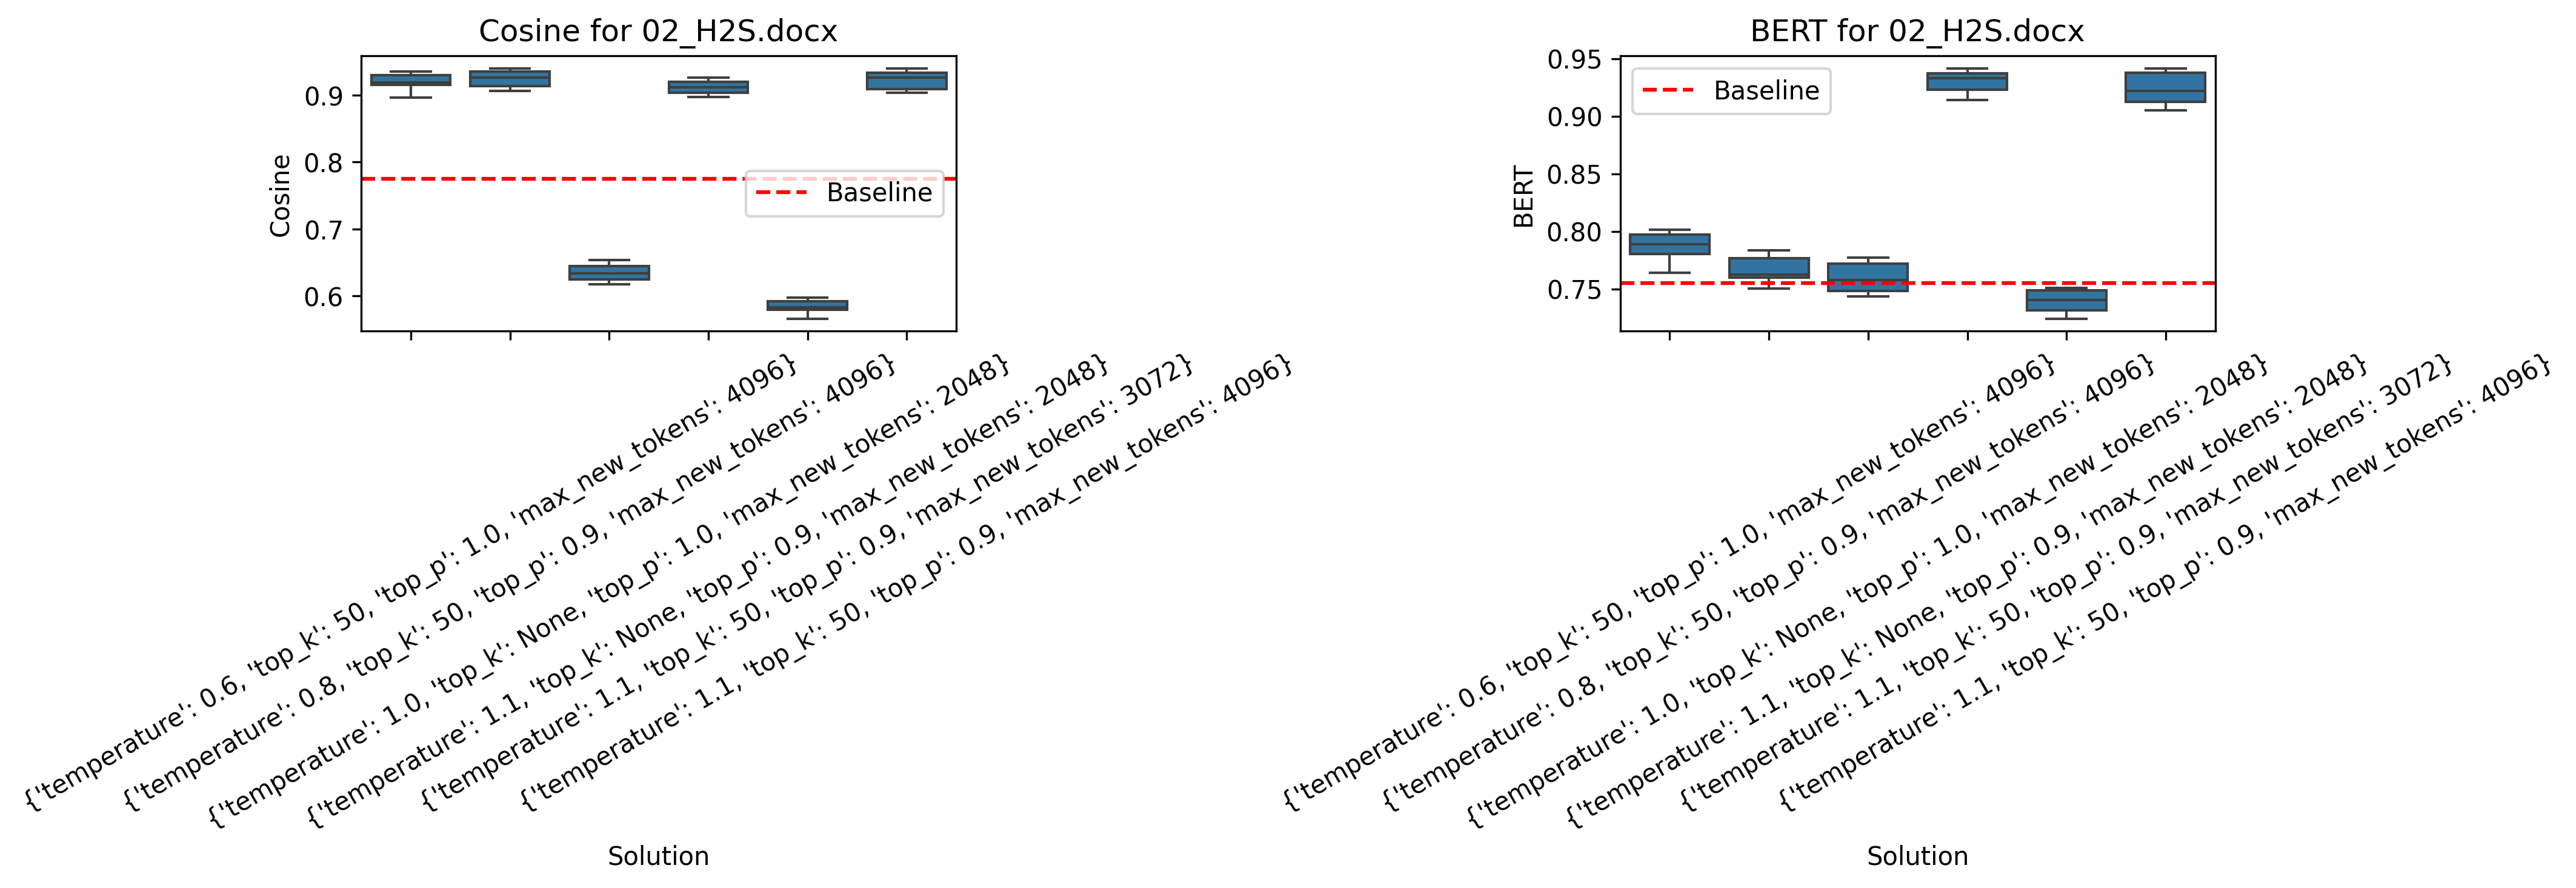 Cosine for 02_H2S.docx
Cosine
0.9
0.8
0.7
0.6
Baseline
{'temperature': 0.6, 'top_k': 50, 'top_p': 1.0, 'max_new_tokens': 4096}
{'temperature': 0.8, 'top_k': 50, 'top_p': 0.9, 'max_new_tokens': 4096}
{'temperature': 1.0, 'top_k': None, 'top_p': 1.0, 'max_new_tokens': 2048}
{'temperature': 1.1, 'top_k': None, 'top_p': 0.9, 'max_new_tokens': 2048}
{'temperature': 1.1, 'top_k': 50, 'top_p': 0.9, 'max_new_tokens': 3072}
{'temperature': 1.1, 'top_k': 50, 'top_p': 0.9, 'max_new_tokens': 4096}
Solution
BERT for 02_H2S.docx
BERT
0.95
0.90
0.85
0.80
0.75
Baseline
{'temperature': 0.6, 'top_k': 50, 'top_p': 1.0, 'max_new_tokens': 4096}
{'temperature': 0.8, 'top_k': 50, 'top_p': 0.9, 'max_new_tokens': 4096}
{'temperature': 1.0, 'top_k': None, 'top_p': 1.0, 'max_new_tokens': 2048}
{'temperature': 1.1, 'top_k': None, 'top_p': 0.9, 'max_new_tokens': 2048}
{'temperature': 1.1, 'top_k': 50, 'top_p': 0.9, 'max_new_tokens': 3072}
{'temperature': 1.1, 'top_k': 50, 'top_p': 0.9, 'max_new_tokens': 4096}
Solution